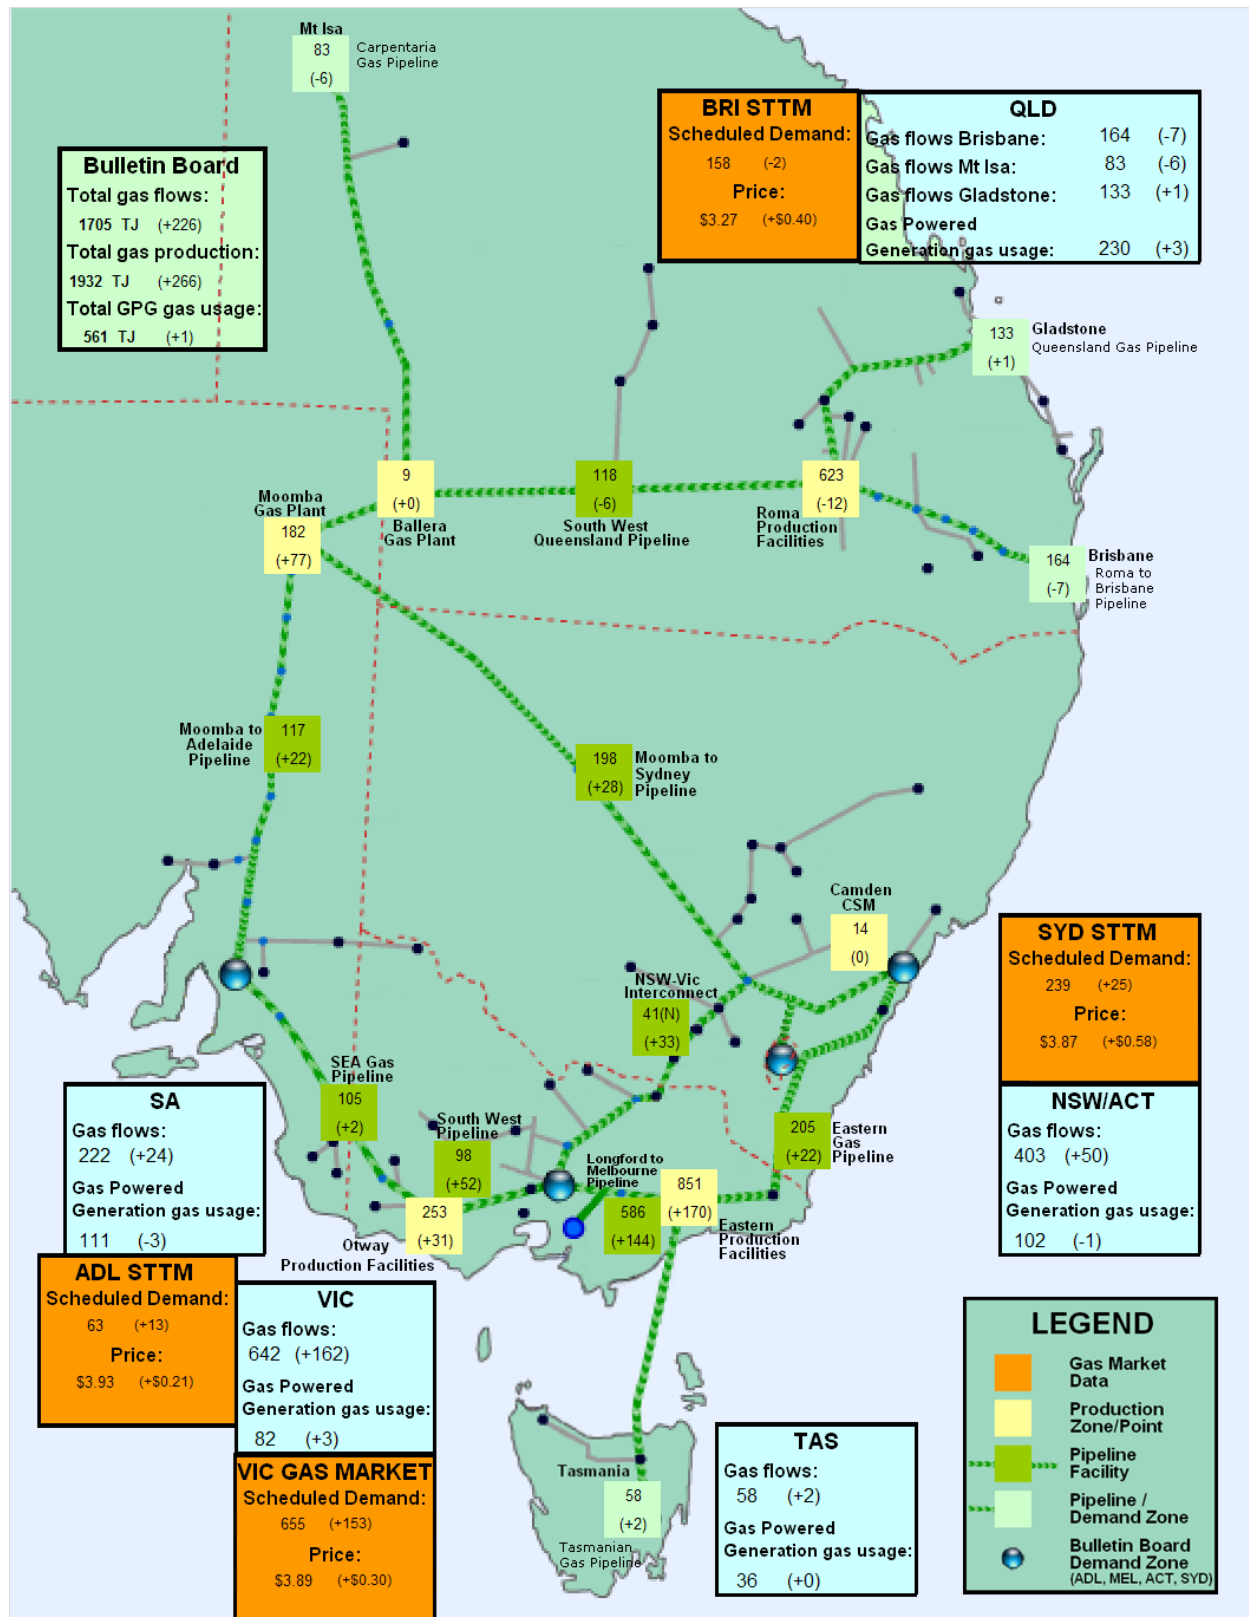 Mt Isa
83
(-6)
Carpentaria
Gas Pipeline
BRI STTM
Scheduled Demand:
158 (-2)
Price:
$3.27 (+$0.40)
QLD
Gas flows Brisbane: 164 (-7)
Gas flows Mt Isa: 83 (-6)
Gas flows Gladstone: 133 (+1)
Gas Powered
Generation gas usage: 230 (+3)
Bulletin Board
Total gas flows:
1705 TJ (+226)
Total gas production:
1932 TJ (+266)
Total GPG gas usage:
561 TJ (+1)
133
(+1)
Gladstone
Queensland Gas Pipeline
9
(+0)
Ballera
Gas Plant
118
(-6)
South West
Queensland Pipeline
623
(-12)
Roma
Production
Facilities
Moomba
Gas Plant
182
(+77)
164
(-7)
Brisbane
Roma to
Brisbane
Pipeline
Moomba to
Adelaide
Pipeline
117
(+22)
198
(+28)
Moomba to
Sydney
Pipeline
Camden
CSM
14
(0)
SYD STTM
Scheduled Demand:
239 (+25)
Price:
$3.87 (+$0.58)
NSW-Vic
Interconnect
41(N)
(+33)
SEA Gas
Pipeline
105
(+2)
South West
Pipeline
98
(+52)
Longford to
Melbourne
Pipeline
586
(+144)
851
(+170)
Eastern
Production
Facilities
205
(+22)
Eastern
Gas
Pipeline
253
(+31)
Otway
Production Facilities
SA
Gas flows:
222 (+24)
Gas Powered
Generation gas usage:
111 (-3)
NSW/ACT
Gas flows:
403 (+50)
Gas Powered
Generation gas usage:
102 (-1)
ADL STTM
Scheduled Demand:
63 (+13)
Price:
$3.93 (+$0.21)
VIC
Gas flows:
642 (+162)
Gas Powered
Generation gas usage:
82 (+3)
VIC GAS MARKET
Scheduled Demand:
655 (+153)
Price:
$3.89 (+$0.30)
Tasmania
58
(+2)
Tasmanian
Gas Pipeline
TAS
Gas flows:
58 (+2)
Gas Powered
Generation gas usage:
36 (+0)
LEGEND
Gas Market
Data
Production
Zone/Point
Pipeline
Facility
Pipeline /
Demand Zone
Bulletin Board
Demand Zone
(ADL, MEL, ACT, SYD)